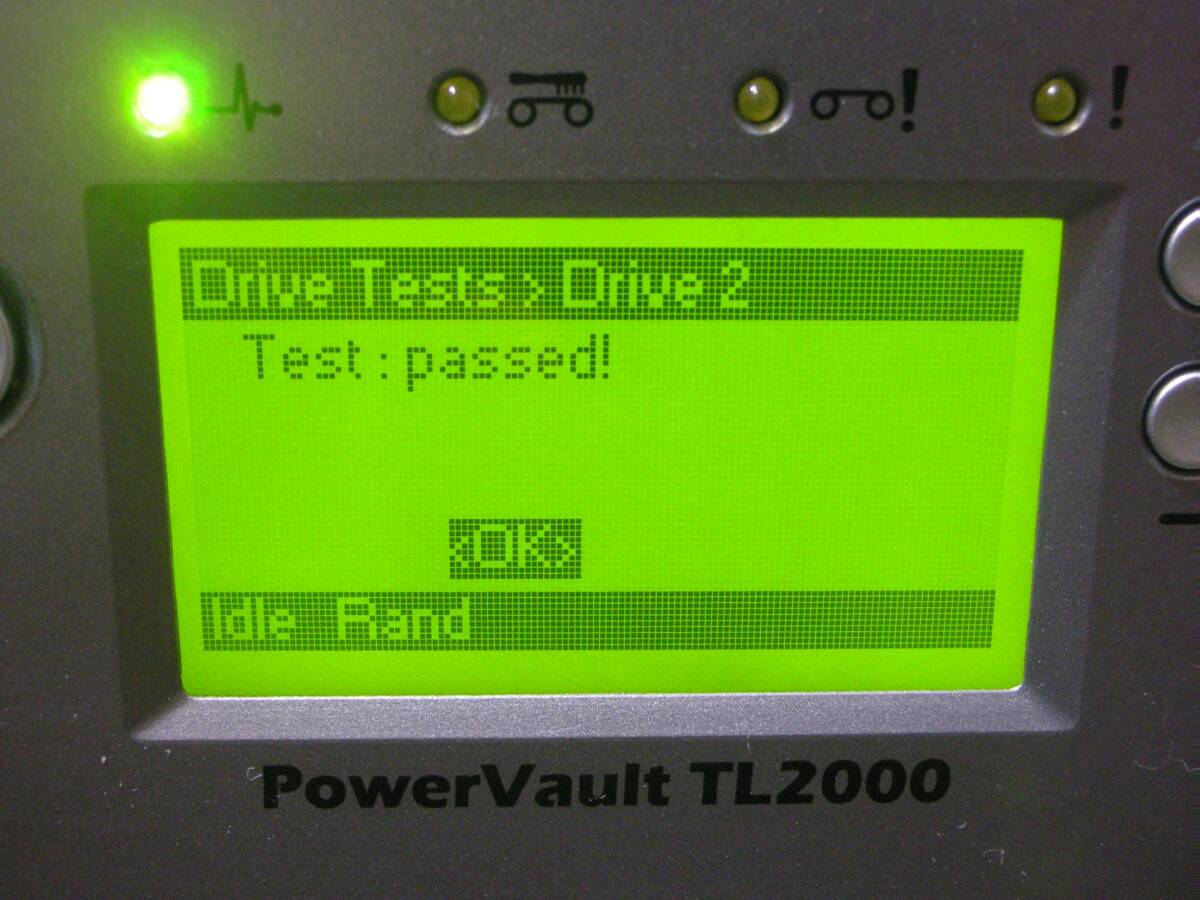 Drive Tests > Drive 2
Test : passed!
<OK>
Idle Rand
PowerVault TL2000